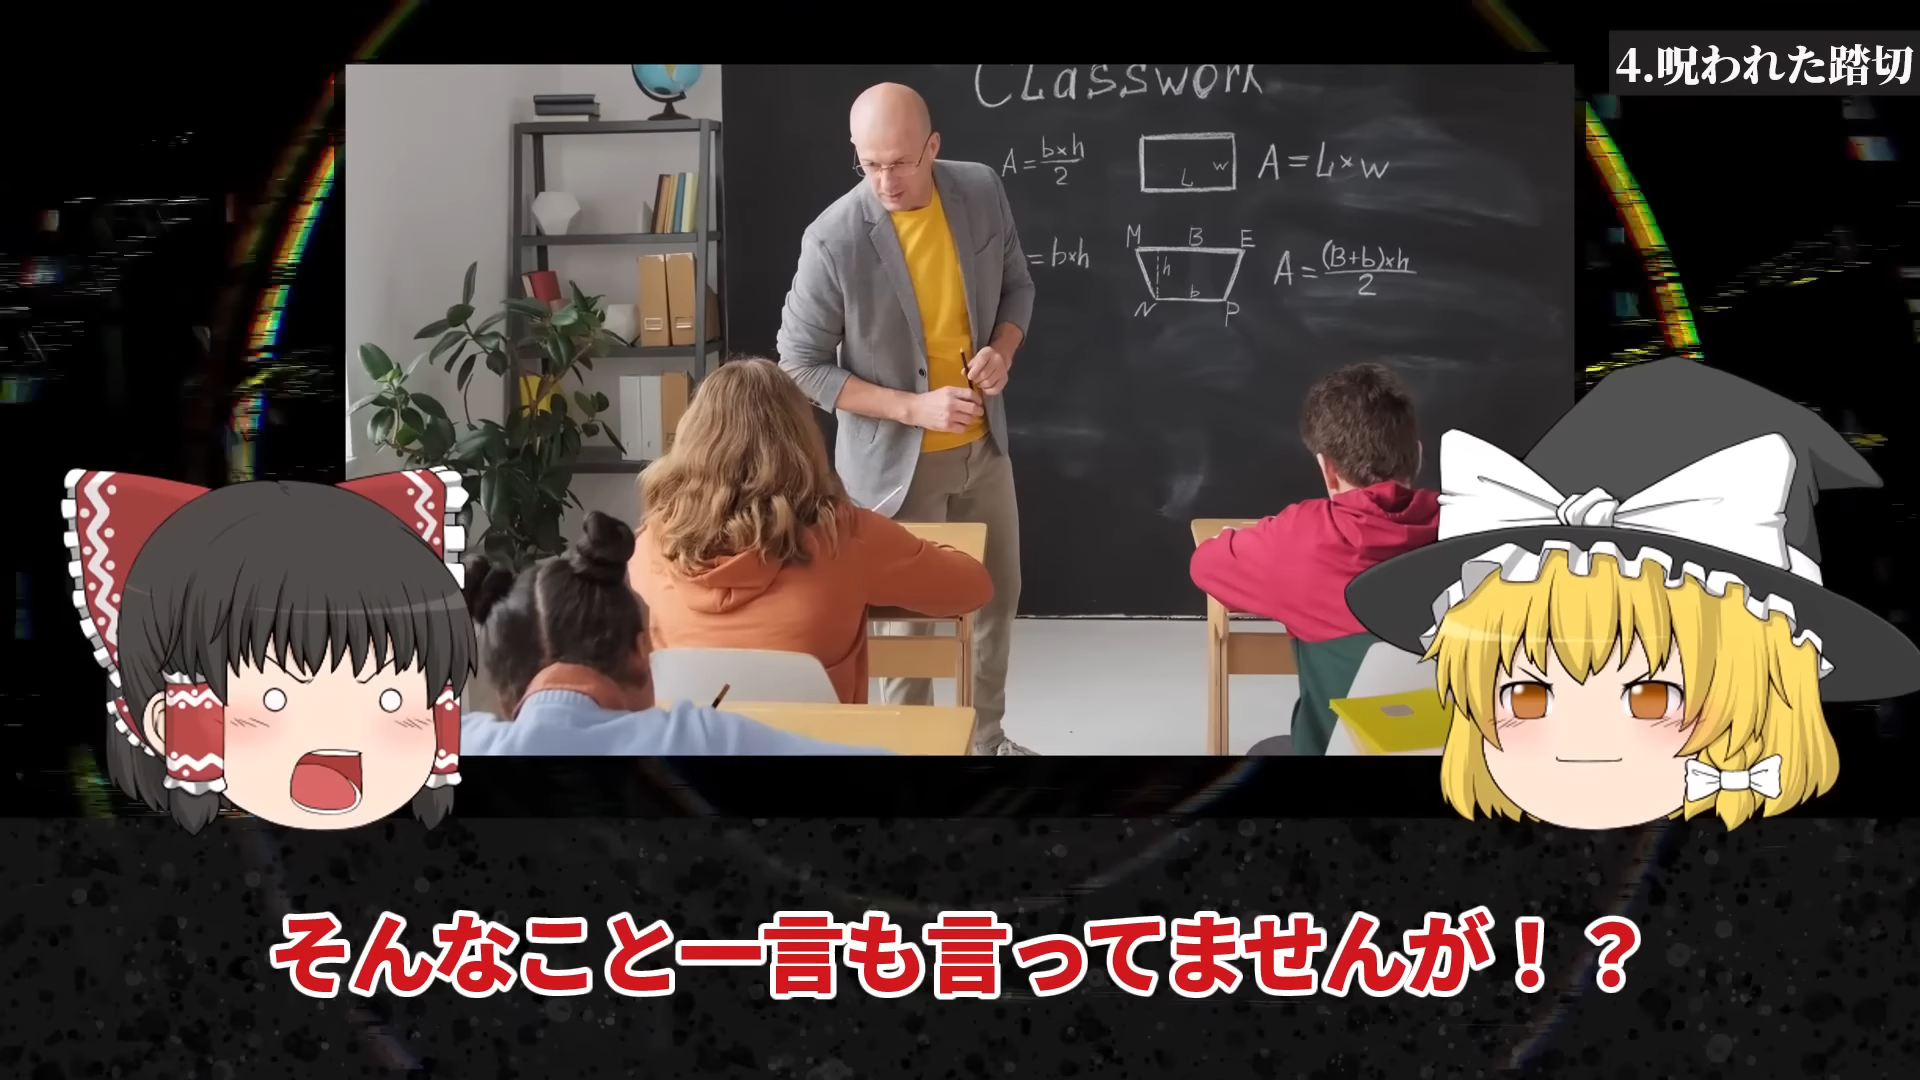 4.呪われた踏切
Classwork
A = b×h / 2
L
w
A = L × w
= b×h
M B E
h
b
N P
A = (B+b)×h / 2
そんなこと一言も言ってませんが！？